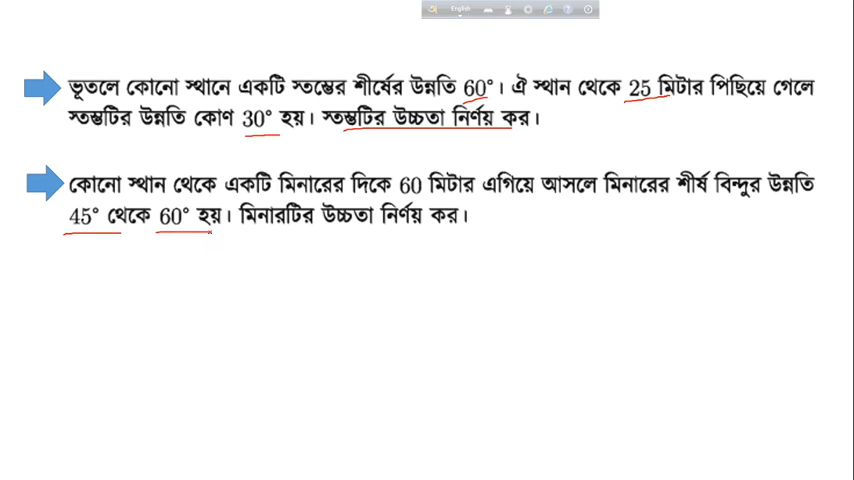 English
ভূতলে কোনো স্থানে একটি স্তম্ভের শীর্ষের উন্নতি 60°। ঐ স্থান থেকে 25 মিটার পিছিয়ে গেলে
স্তম্ভটির উন্নতি কোণ 30° হয়। স্তম্ভটির উচ্চতা নির্ণয় কর।
কোনো স্থান থেকে একটি মিনারের দিকে 60 মিটার এগিয়ে আসলে মিনারের শীর্ষ বিন্দুর উন্নতি
45° থেকে 60° হয়। মিনারটির উচ্চতা নির্ণয় কর।